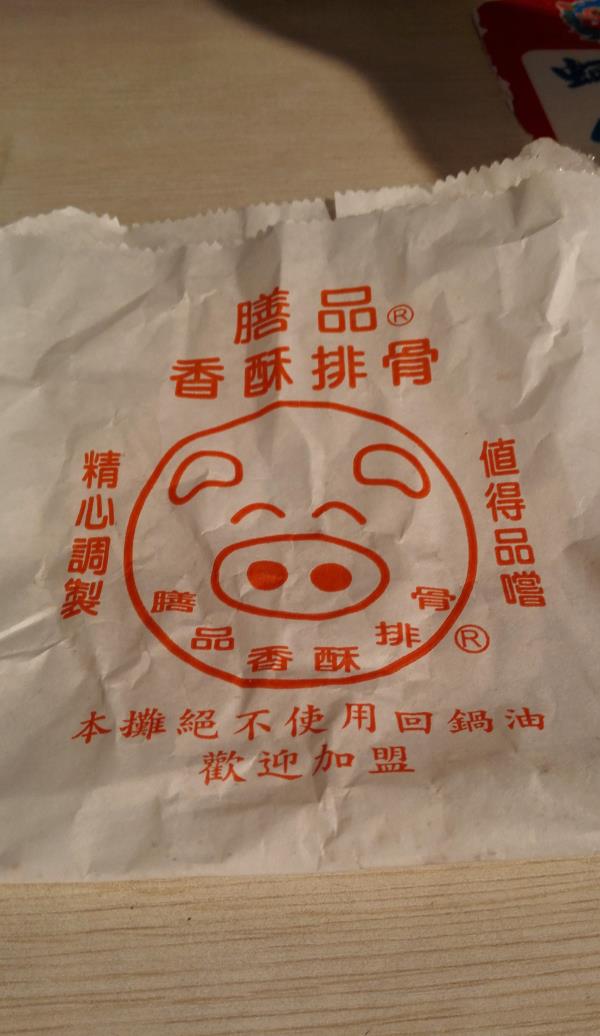 膳品®
香酥排骨
精心調製
值得品嚐
膳品香酥排骨®
本攤絕不使用回鍋油
歡迎加盟